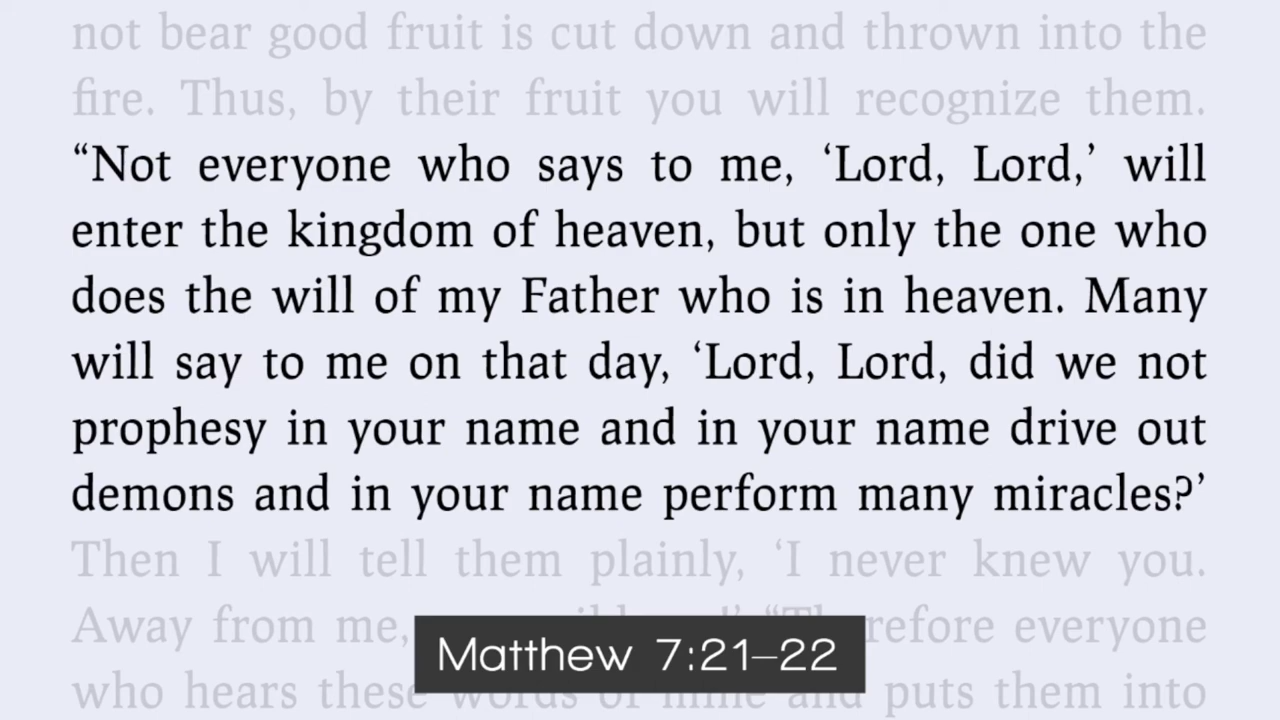 not bear good fruit is cut down and thrown into the
fire. Thus, by their fruit you will recognize them.
“Not everyone who says to me, ‘Lord, Lord,’ will
enter the kingdom of heaven, but only the one who
does the will of my Father who is in heaven. Many
will say to me on that day, ‘Lord, Lord, did we not
prophesy in your name and in your name drive out
demons and in your name perform many miracles?’
Then I will tell them plainly, ‘I never knew you.
Away from me, “Therefore everyone
Matthew 7:21–22
who hears these words of mine and puts them into